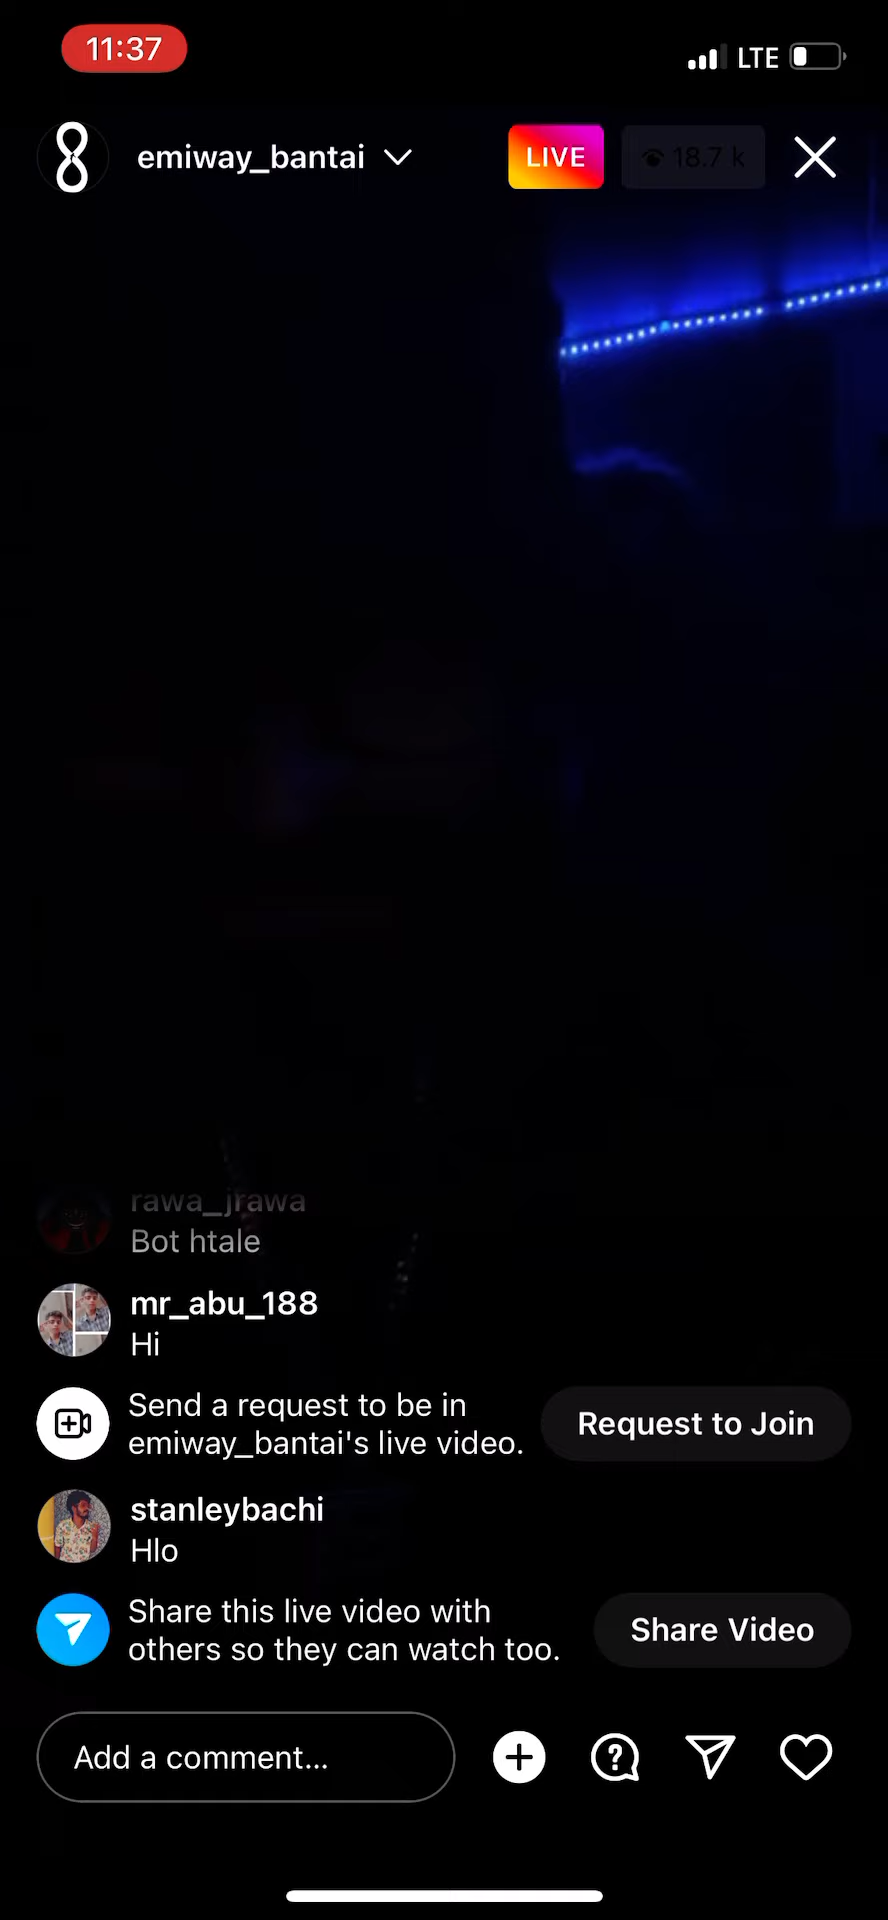 11:37
LTE
emiway_bantai
LIVE
18.7 k
rawa_jrawa
Bot htale
mr_abu_188
Hi
Send a request to be in
emiway_bantai's live video.
Request to Join
stanleybachi
Hlo
Share this live video with
others so they can watch too.
Share Video
Add a comment...